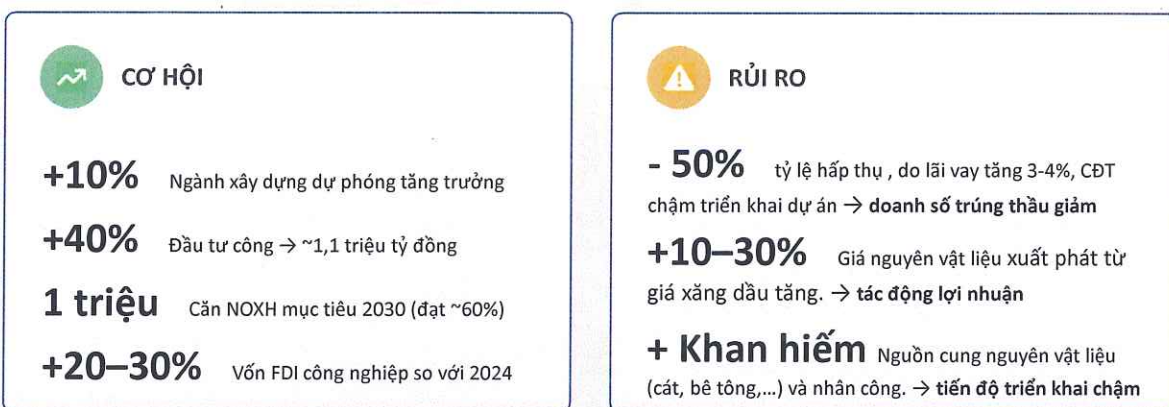 CƠ HỘI
+10% Ngành xây dựng dự phóng tăng trưởng
+40% Đầu tư công → ~1,1 triệu tỷ đồng
1 triệu Căn NOXH mục tiêu 2030 (đạt ~60%)
+20–30% Vốn FDI công nghiệp so với 2024
RỦI RO
- 50% tỷ lệ hấp thụ , do lãi vay tăng 3-4%, CĐT
chậm triển khai dự án → doanh số trúng thầu giảm
+10–30% Giá nguyên vật liệu xuất phát từ
giá xăng dầu tăng. → tác động lợi nhuận
+ Khan hiếm Nguồn cung nguyên vật liệu
(cát, bê tông,...) và nhân công. → tiến độ triển khai chậm